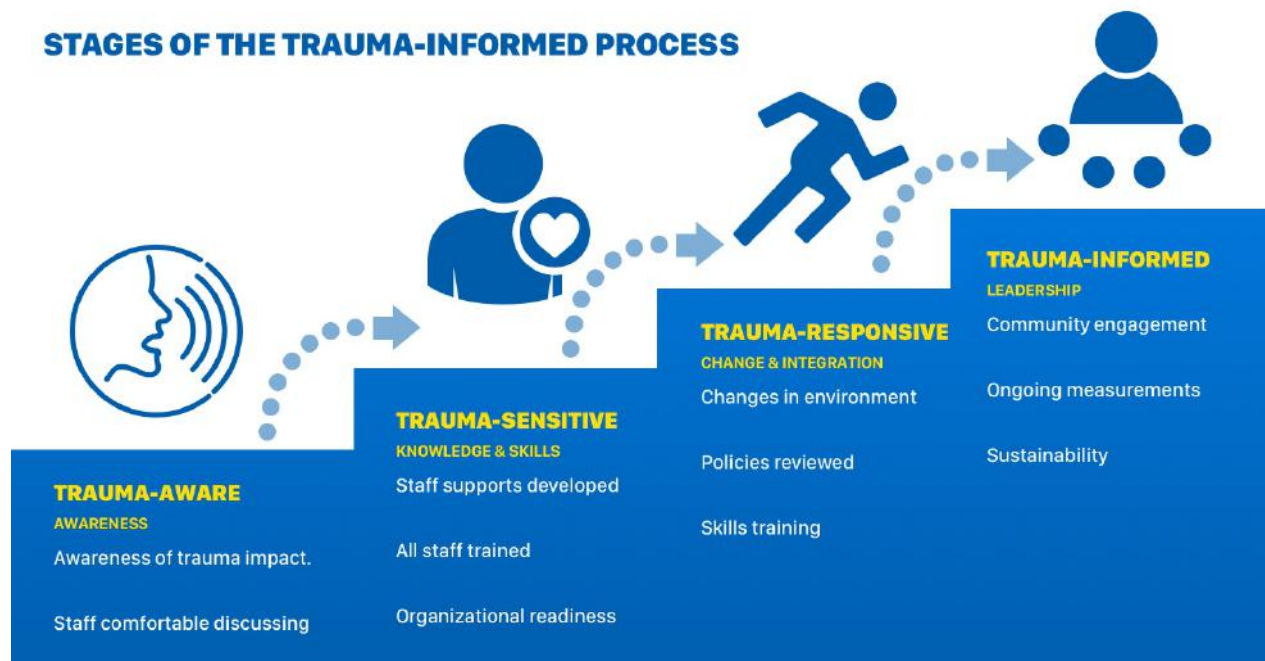 STAGES OF THE TRAUMA-INFORMED PROCESS
TRAUMA-AWARE
AWARENESS
Awareness of trauma impact.
Staff comfortable discussing
TRAUMA-SENSITIVE
KNOWLEDGE & SKILLS
Staff supports developed
All staff trained
Organizational readiness
TRAUMA-RESPONSIVE
CHANGE & INTEGRATION
Changes in environment
Policies reviewed
Skills training
TRAUMA-INFORMED
LEADERSHIP
Community engagement
Ongoing measurements
Sustainability